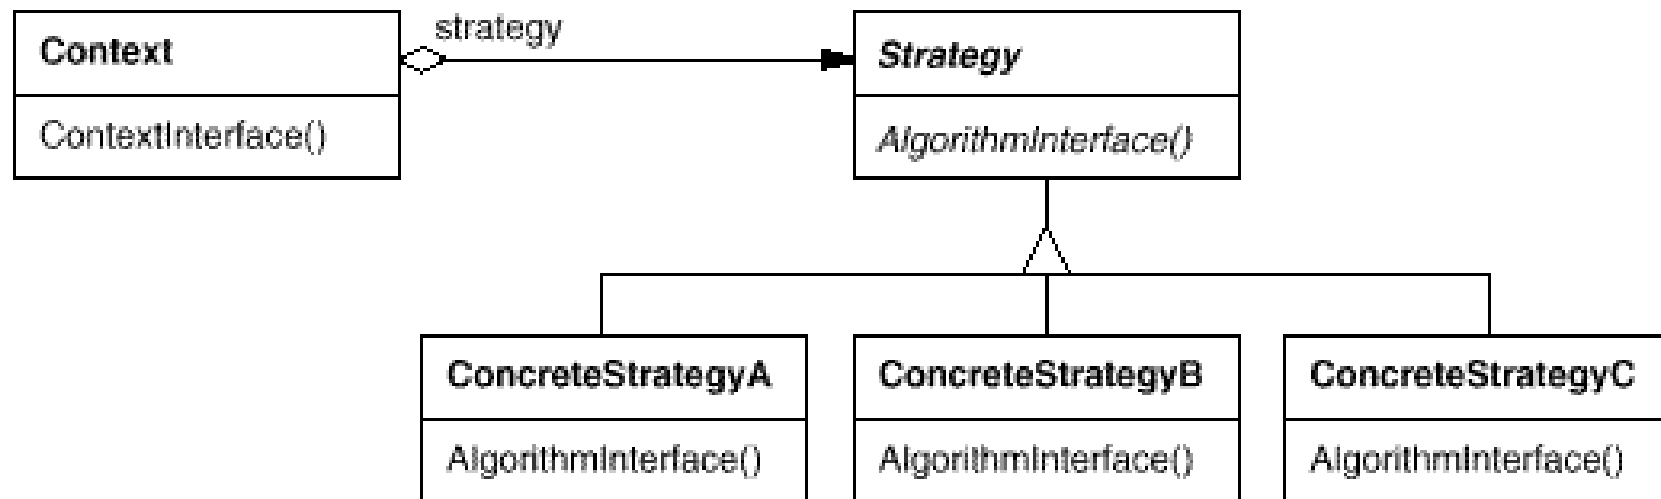 strategy
Context
Strategy
ContextInterface()
AlgorithmInterface()
ConcreteStrategyA
ConcreteStrategyB
ConcreteStrategyC
AlgorithmInterface()
AlgorithmInterface()
AlgorithmInterface()